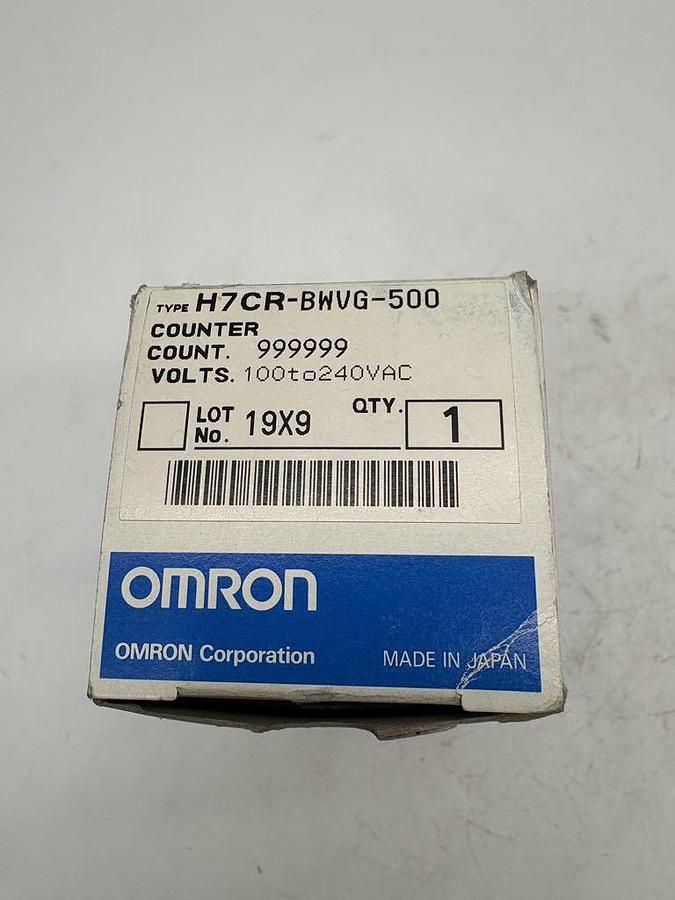 TYPE H7CR-BWVG-500
COUNTER
COUNT. 999999
VOLTS. 100to240VAC
LOT No. 19X9 QTY. 1
OMRON
OMRON Corporation MADE IN JAPAN